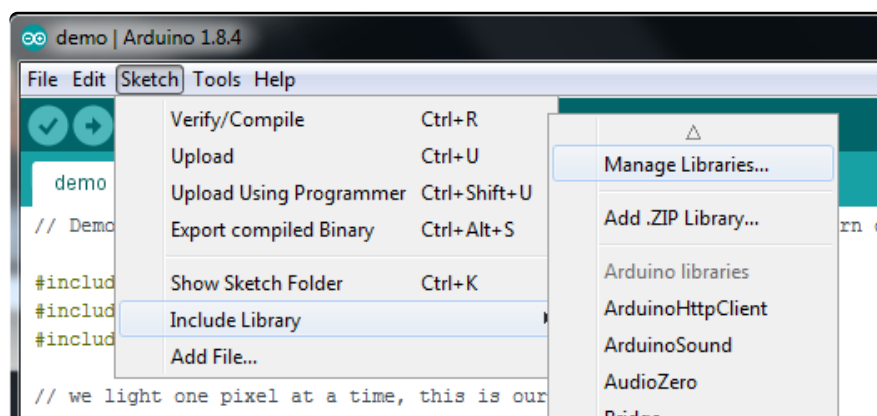 demo | Arduino 1.8.4
File Edit Sketch Tools Help
Verify/Compile Ctrl+R
Upload Ctrl+U
Upload Using Programmer Ctrl+Shift+U
Export compiled Binary Ctrl+Alt+S
Show Sketch Folder Ctrl+K
Include Library
Add File...
Manage Libraries...
Add .ZIP Library...
Arduino libraries
ArduinoHttpClient
ArduinoSound
AudioZero
demo
// Demo
#includ
#includ
#includ
// we light one pixel at a time, this is our